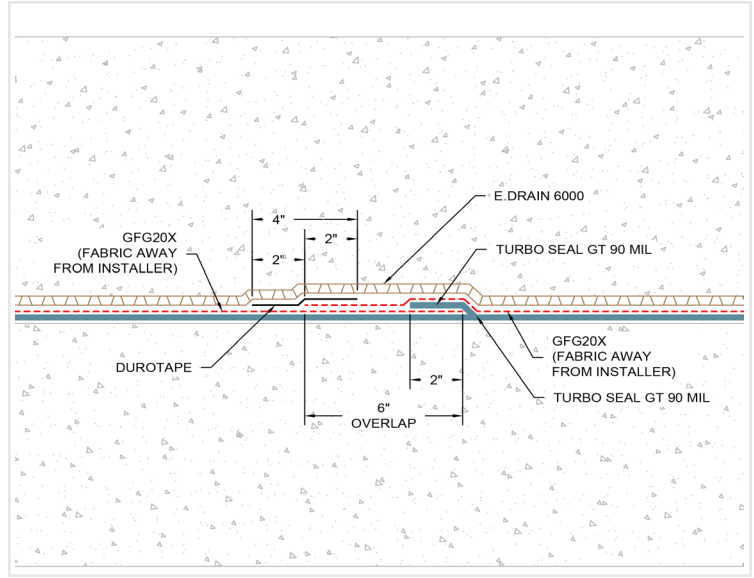 4"
2"
2"
E.DRAIN 6000
GFG20X
(FABRIC AWAY
FROM INSTALLER)
TURBO SEAL GT 90 MIL
DUROTAPE
GFG20X
(FABRIC AWAY
FROM INSTALLER)
2"
TURBO SEAL GT 90 MIL
6"
OVERLAP